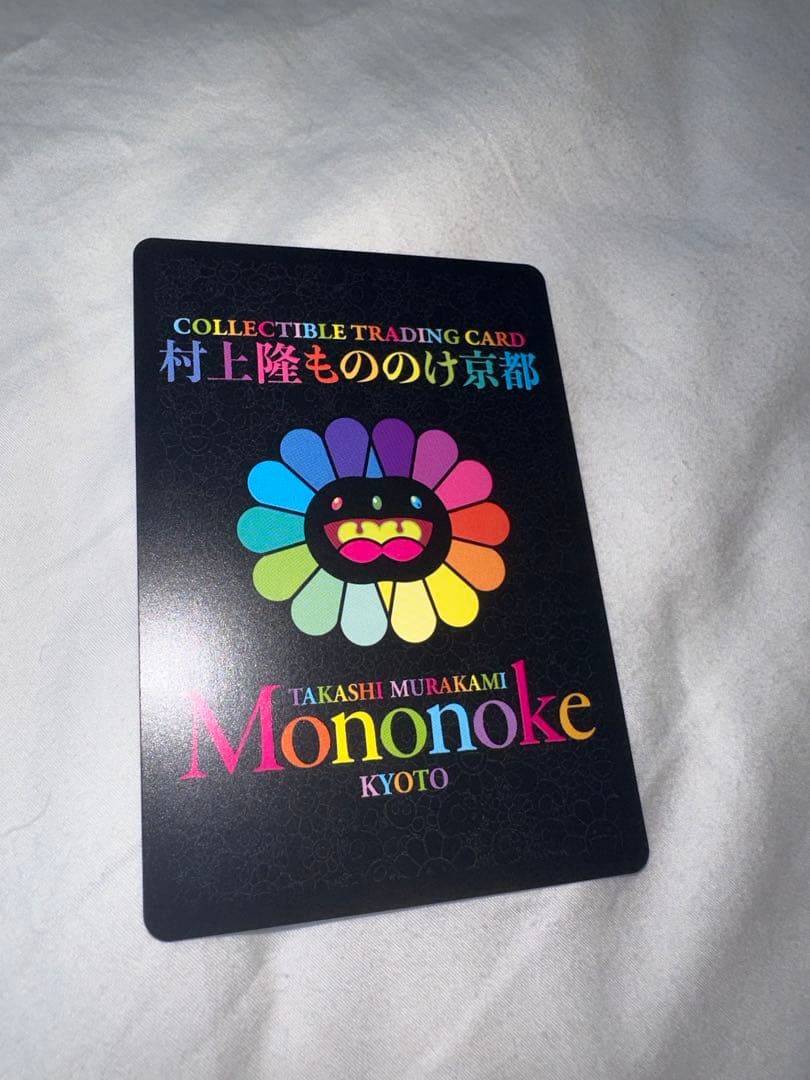 COLLECTIBLE TRADING CARD
村上隆もののけ京都
TAKASHI MURAKAMI
Mononoke
KYOTO